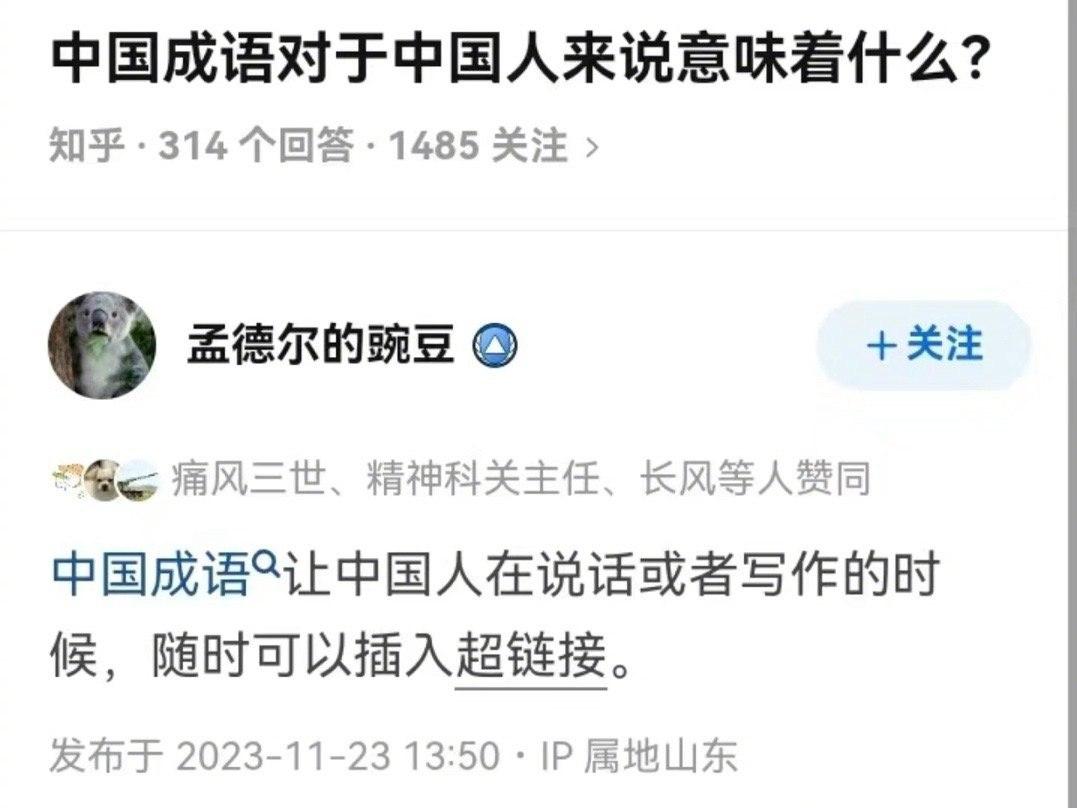 中国成语对于中国人来说意味着什么?
知乎 · 314 个回答 · 1485 关注 >
孟德尔的豌豆
+关注
痛风三世、精神科关主任、长风等人赞同
中国成语让中国人在说话或者写作的时
候，随时可以插入超链接。
发布于 2023-11-23 13:50 · IP 属地山东